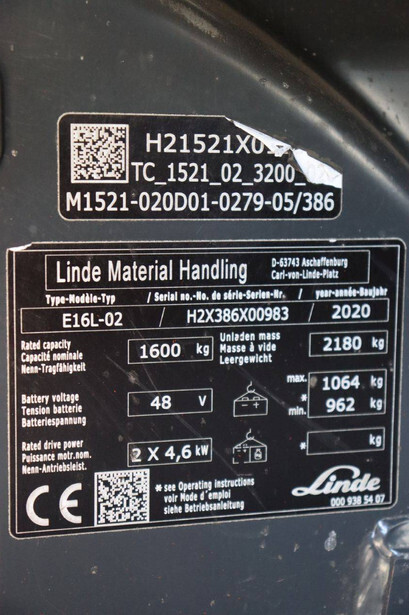 H21521X0
TC_1521_02_3200_02
M1521-020D01-0279-05/386
Linde Material Handling
D-63743 Aschaffenburg
Carl-von-Linde-Platz
Type-Modèle-Typ / Serial no.-No. de série-Serien-Nr. / year-année-Baujahr
E16L-02 / H2X386X00983 / 2020
Rated capacity
Capacité nominale
Nenn-Tragfähigkeit
1600 kg
Unladen mass
Masse à vide
Leergewicht
2180 kg
Battery voltage
Tension batterie
Batteriespannung
48 V
max. 1064 kg
*
min. 962 kg
Rated drive power
Puissance motr.nom.
Nenn-Antriebsleist.
2 X 4,6 kW
* kg
CE
*see Operating instructions
voir Mode d'emploi
siehe Betriebsanleitung
Linde
000 938 54 07